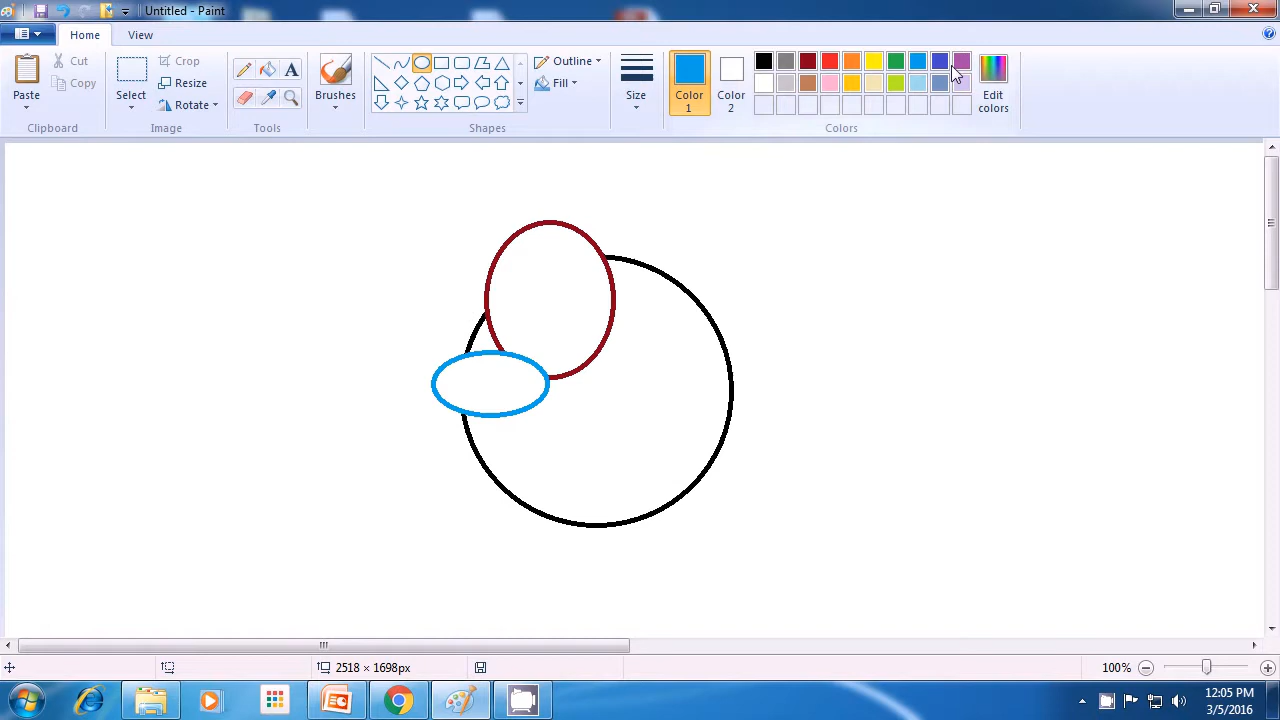 Untitled - Paint
Home View
Paste
Cut
Copy
Clipboard
Select
Crop
Resize
Rotate
Image
A
Tools
Brushes
Outline
Fill
Shapes
Size
Color 1
Color 2
Edit colors
Colors
2518 × 1698px
100%
12:05 PM
3/5/2016